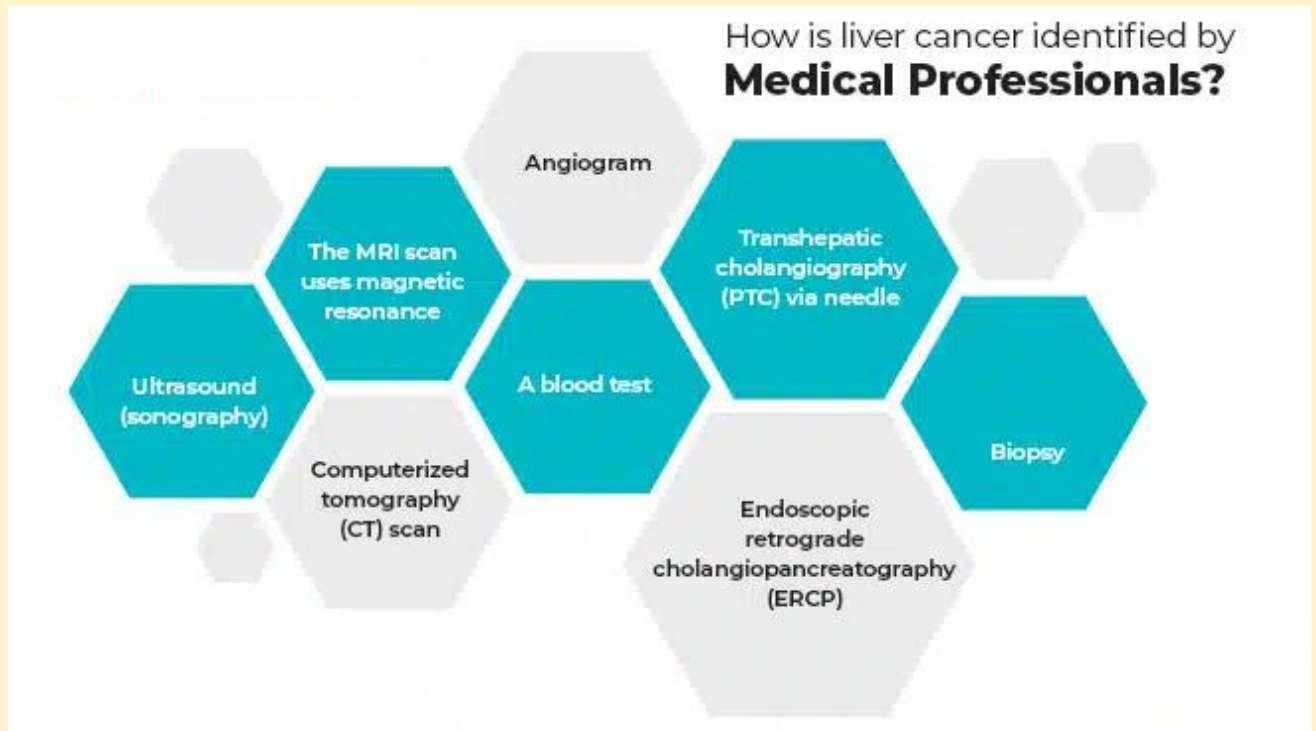 How is liver cancer identified by
Medical Professionals?
Angiogram
The MRI scan
uses magnetic
resonance
Transhepatic
cholangiography
(PTC) via needle
Ultrasound
(sonography)
A blood test
Biopsy
Computerized
tomography
(CT) scan
Endoscopic
retrograde
cholangiopancreatography
(ERCP)